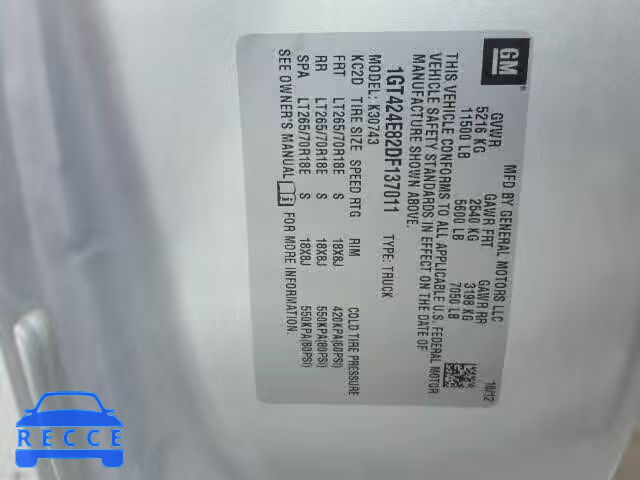 GM
MFD BY GENERAL MOTORS LLC
10/12
GVWR GAWR FRT GAWR RR
5216 KG 2540 KG 3198 KG
11500 LB 5600 LB 7050 LB
THIS VEHICLE CONFORMS TO ALL APPLICABLE U.S. FEDERAL MOTOR
VEHICLE SAFETY STANDARDS IN EFFECT ON THE DATE OF
MANUFACTURE SHOWN ABOVE.
1GT424E82DF137011 TYPE: TRUCK
MODEL: K30743
KC2D TIRE SIZE SPEED RTG RIM COLD TIRE PRESSURE
FRT LT265/70R18E S 18X8J 420KPA(60PSI)
RR LT265/70R18E S 18X8J 550KPA(80PSI)
SPA LT265/70R18E S 18X8J 550KPA(80PSI)
SEE OWNER'S MANUAL FOR MORE INFORMATION
RECCE